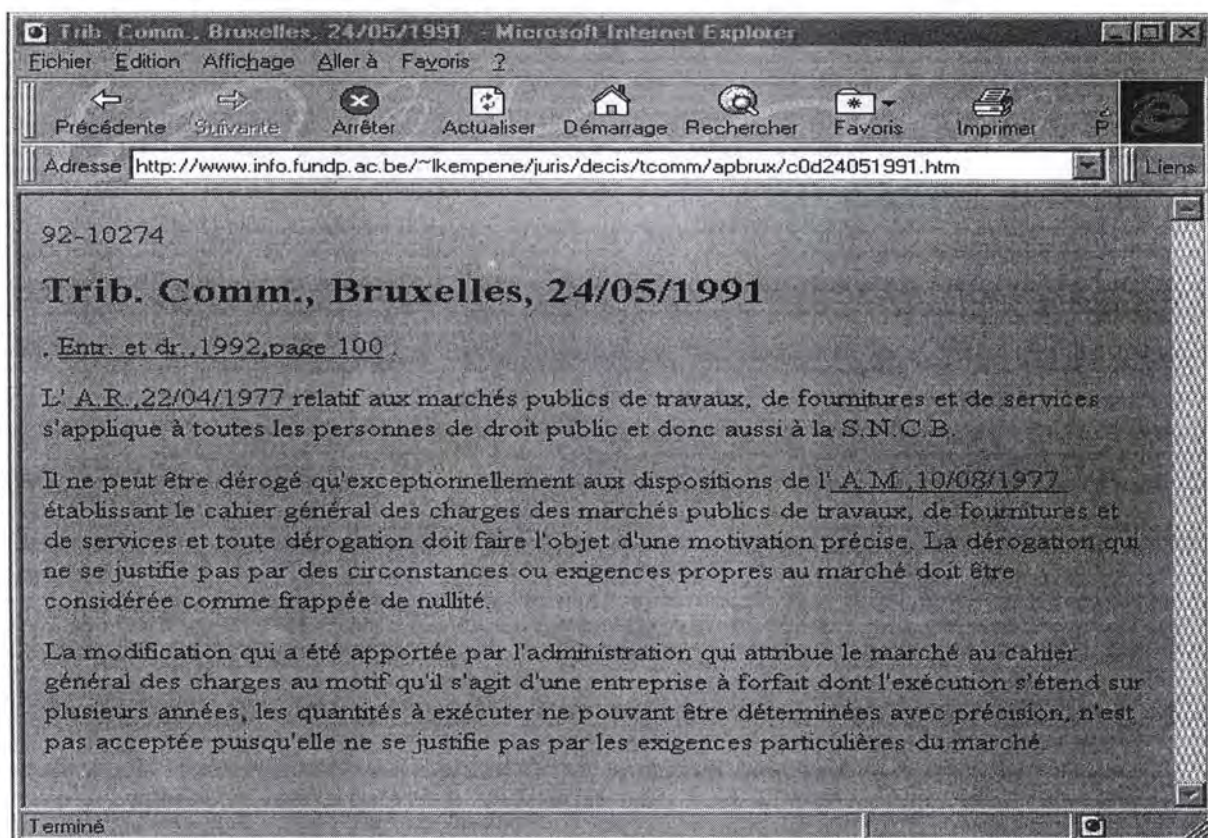 Trib. Comm., Bruxelles, 24/05/1991 - Microsoft Internet Explorer
Fichier Edition Affichage Aller à Favoris ?
Précédente Suivante Arrêter Actualiser Démarrage Rechercher Favoris Imprimer P
Adresse http://www.info.fundp.ac.be/~lkempene/juris/decis/tcomm/apbrux/c0d24051991.htm Liens
92-10274
Trib. Comm., Bruxelles, 24/05/1991
, Entr. et dr.,1992,page 100 .
L' A.R.,22/04/1977 relatif aux marchés publics de travaux, de fournitures et de services
s'applique à toutes les personnes de droit public et donc aussi à la S.N.C.B.
Il ne peut être dérogé qu'exceptionnellement aux dispositions de l' A.M.,10/08/1977
établissant le cahier général des charges des marchés publics de travaux, de fournitures et
de services et toute dérogation doit faire l'objet d'une motivation précise. La dérogation qui
ne se justifie pas par des circonstances ou exigences propres au marché doit être
considérée comme frappée de nullité.
La modification qui a été apportée par l'administration qui attribue le marché au cahier
général des charges au motif qu'il s'agit d'une entreprise à forfait dont l'exécution s'étend sur
plusieurs années, les quantités à exécuter ne pouvant être déterminées avec précision, n'est
pas acceptée puisqu'elle ne se justifie pas par les exigences particulières du marché.
Terminé